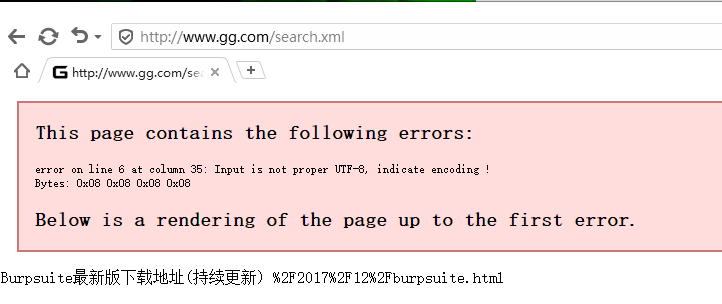 http://www.gg.com/search.xml
G http://www.gg.com/sea
This page contains the following errors:
error on line 6 at column 35: Input is not proper UTF-8, indicate encoding !
Bytes: 0x08 0x08 0x08 0x08
Below is a rendering of the page up to the first error.
Burpsuite最新版下载地址(持续更新) %2F2017%2F12%2Fburpsuite.html